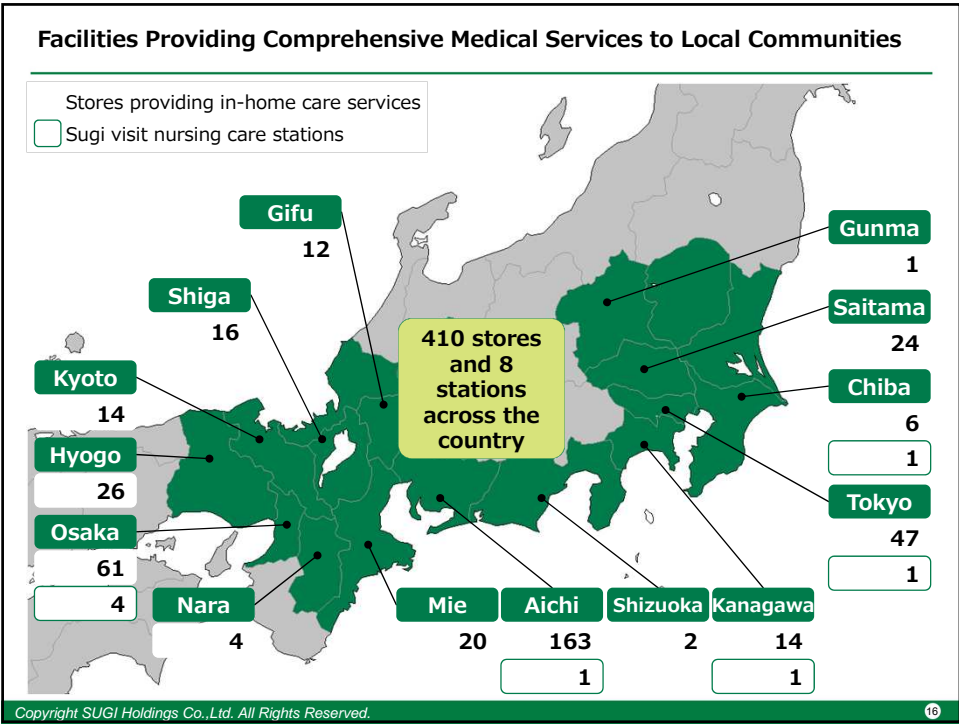 Facilities Providing Comprehensive Medical Services to Local Communities
Stores providing in-home care services
Sugi visit nursing care stations
Gifu
12
Shiga
16
Kyoto
14
Hyogo
26
Osaka
61
4
Nara
4
410 stores
and 8
stations
across the
country
Mie
20
Aichi
163
1
Shizuoka
2
Kanagawa
14
1
Gunma
1
Saitama
24
Chiba
6
1
Tokyo
47
1
Copyright SUGI Holdings Co.,Ltd. All Rights Reserved.
16